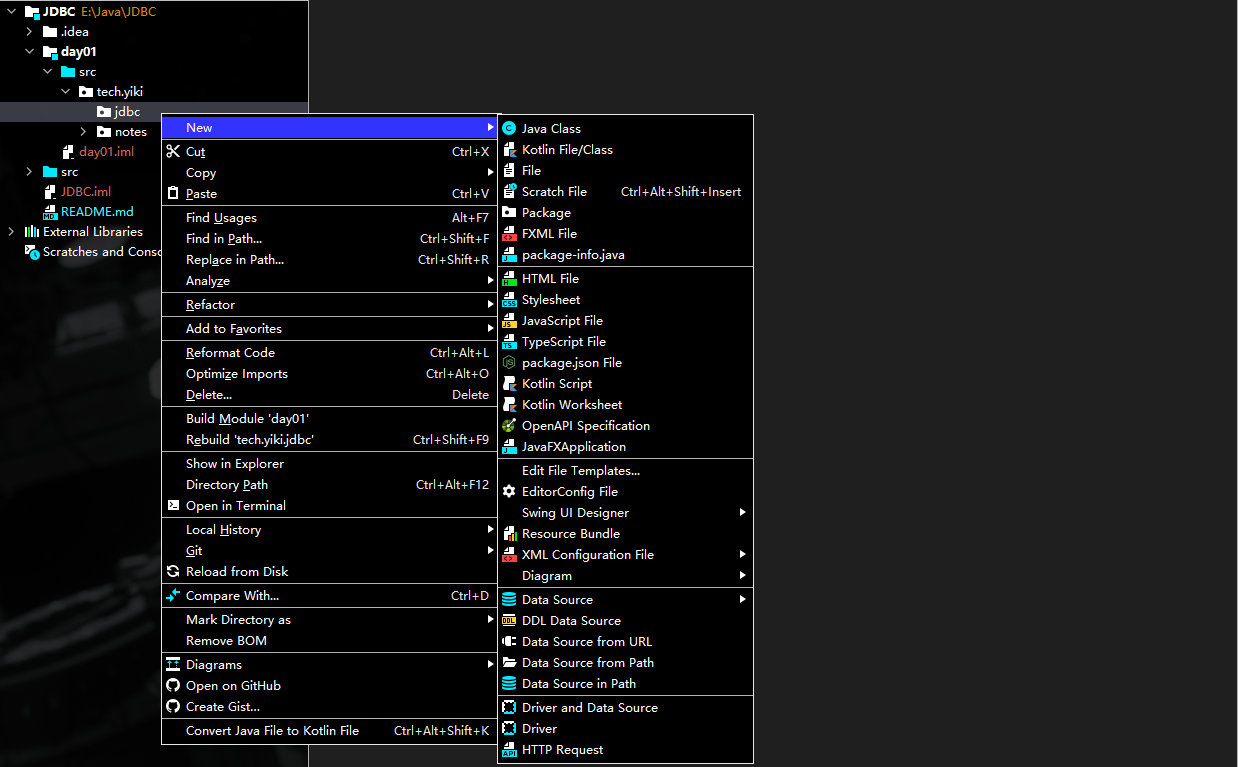 JDBC E:\Java\JDBC
.idea
day01
src
tech.yiki
jdbc
notes
day01.iml
src
JDBC.iml
README.md
External Libraries
Scratches and Conso
New
Cut Ctrl+X
Copy
Paste Ctrl+V
Find Usages Alt+F7
Find in Path... Ctrl+Shift+F
Replace in Path... Ctrl+Shift+R
Analyze
Refactor
Add to Favorites
Reformat Code Ctrl+Alt+L
Optimize Imports Ctrl+Alt+O
Delete... Delete
Build Module 'day01'
Rebuild 'tech.yiki.jdbc' Ctrl+Shift+F9
Show in Explorer
Directory Path Ctrl+Alt+F12
Open in Terminal
Local History
Git
Reload from Disk
Compare With... Ctrl+D
Mark Directory as
Remove BOM
Diagrams
Open on GitHub
Create Gist...
Convert Java File to Kotlin File Ctrl+Alt+Shift+K
Java Class
Kotlin File/Class
File
Scratch File Ctrl+Alt+Shift+Insert
Package
FXML File
package-info.java
HTML File
Stylesheet
JavaScript File
TypeScript File
package.json File
Kotlin Script
Kotlin Worksheet
OpenAPI Specification
JavaFXApplication
Edit File Templates...
EditorConfig File
Swing UI Designer
Resource Bundle
XML Configuration File
Diagram
Data Source
DDL Data Source
Data Source from URL
Data Source from Path
Data Source in Path
Driver and Data Source
Driver
HTTP Request